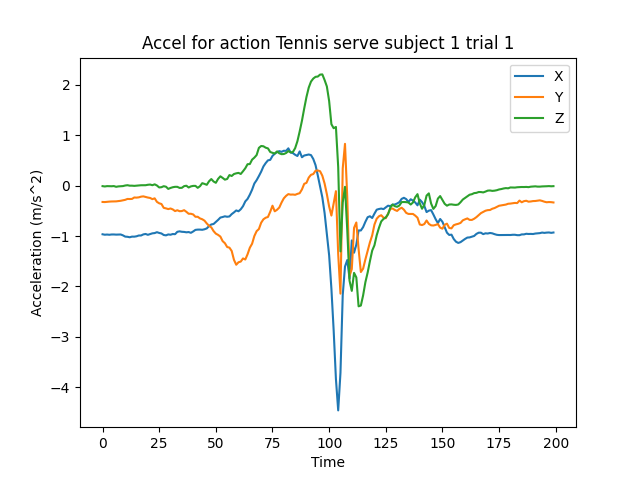 Accel for action Tennis serve subject 1 trial 1
X
Y
Z
Acceleration (m/s^2)
2
1
0
−1
−2
−3
−4
0
25
50
75
100
125
150
175
200
Time